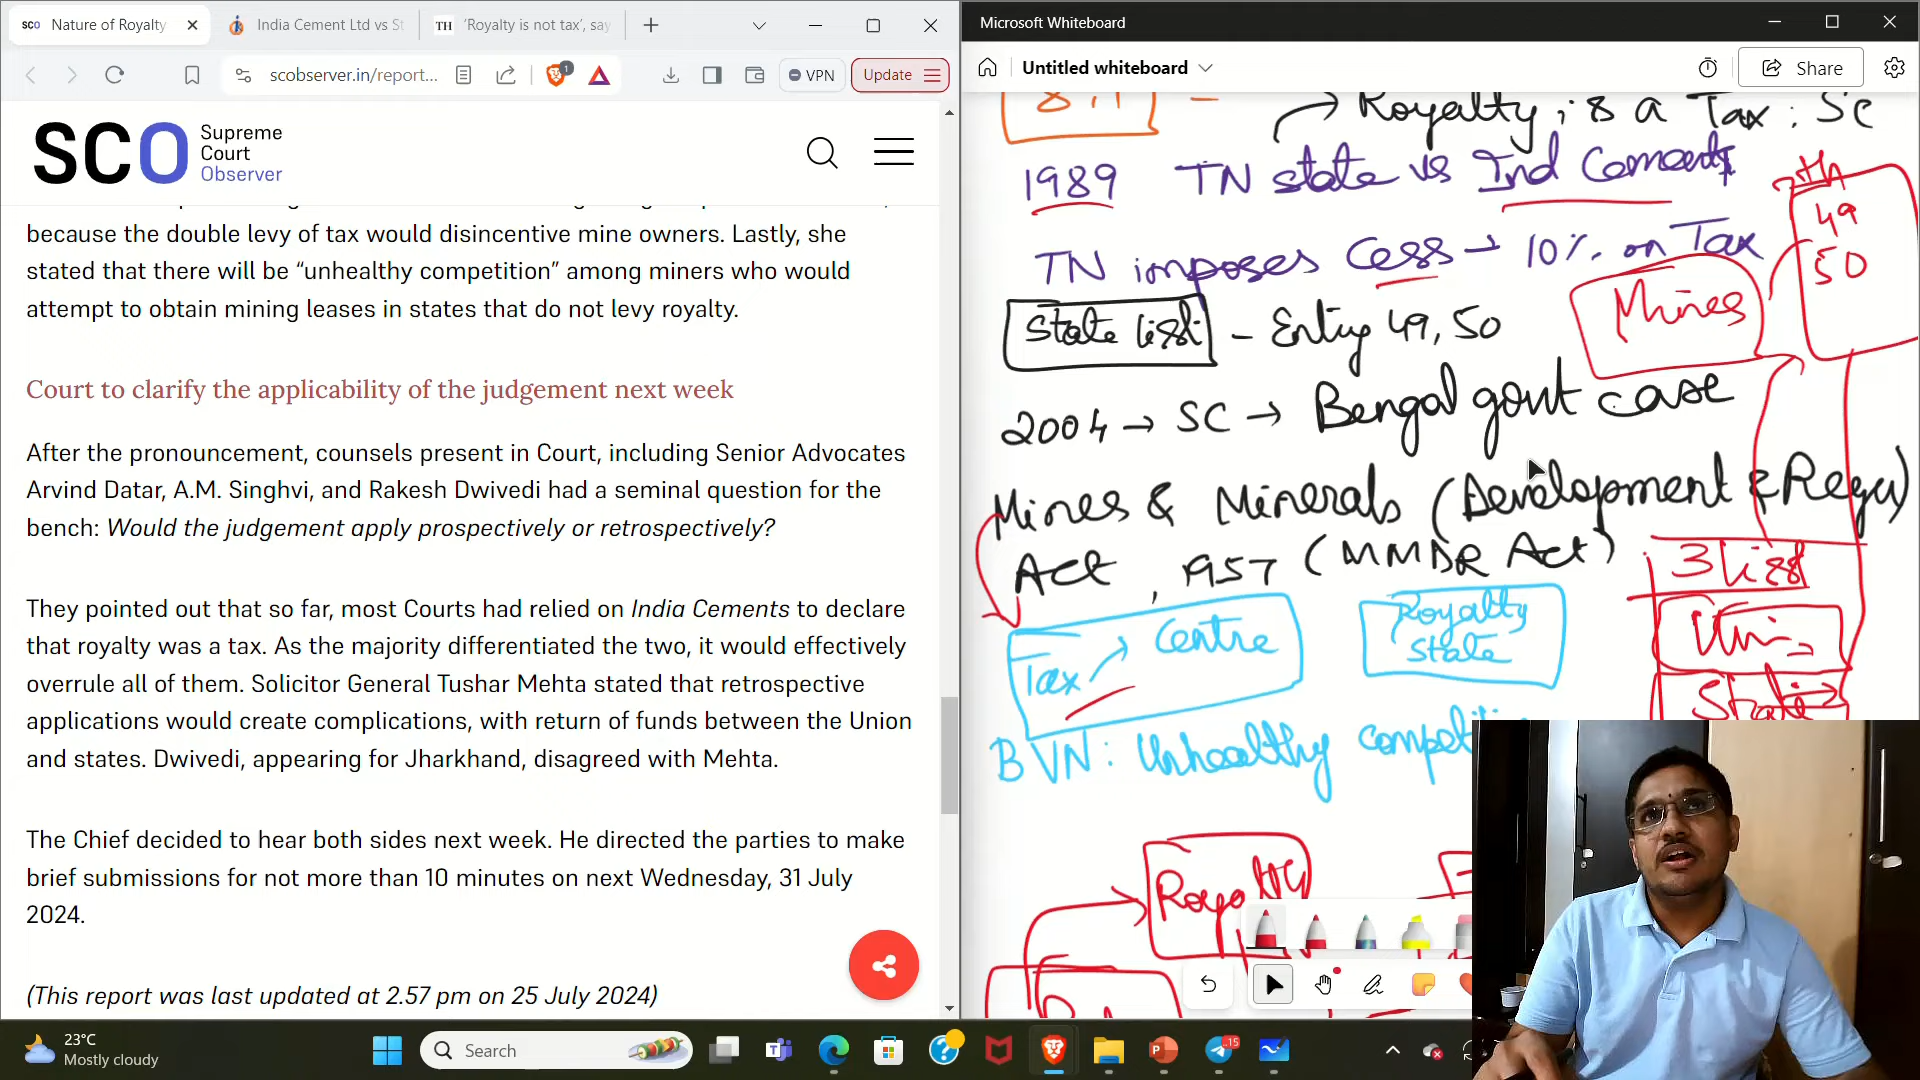 sco Nature of Royalty
India Cement Ltd vs St
TH 'Royalty is not tax', say
scobserver.in/report...
1
VPN
Update
SCO Supreme
Court
Observer
because the double levy of tax would disincentive mine owners. Lastly, she
stated that there will be “unhealthy competition” among miners who would
attempt to obtain mining leases in states that do not levy royalty.
Court to clarify the applicability of the judgement next week
After the pronouncement, counsels present in Court, including Senior Advocates
Arvind Datar, A.M. Singhvi, and Rakesh Dwivedi had a seminal question for the
bench: Would the judgement apply prospectively or retrospectively?
They pointed out that so far, most Courts had relied on India Cements to declare
that royalty was a tax. As the majority differentiated the two, it would effectively
overrule all of them. Solicitor General Tushar Mehta stated that retrospective
applications would create complications, with return of funds between the Union
and states. Dwivedi, appearing for Jharkhand, disagreed with Mehta.
The Chief decided to hear both sides next week. He directed the parties to make
brief submissions for not more than 10 minutes on next Wednesday, 31 July
2024.
(This report was last updated at 2.57 pm on 25 July 2024)
Microsoft Whiteboard
Untitled whiteboard
Share
8:1 -
→ Royalty is a Tax : SC
1989 TN state vs Ind Cements
7th
49
50
TN imposes Cess → 10% on Tax
Mines
State list - Entry 49, 50
2004 → SC → Bengal govt case
Mines & Minerals (Development & Regu)
Act, 1957 (MMDR Act)
3 list
Tax → Centre
Royalty
State
State
BVN: Unhealthy
Royalty
23°C
Mostly cloudy
Search
15